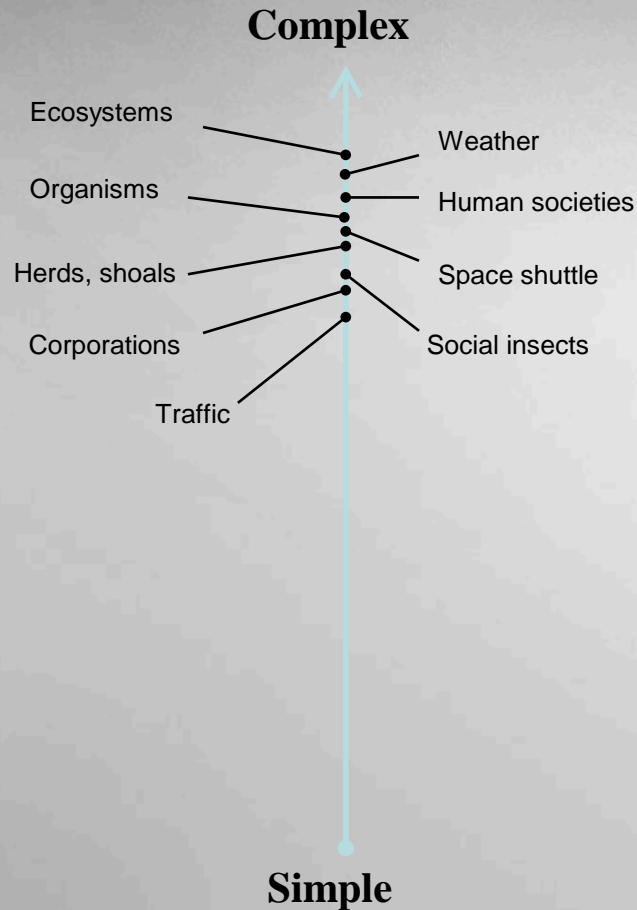 Complex
Ecosystems
Weather
Organisms
Human societies
Herds, shoals
Space shuttle
Corporations
Social insects
Traffic
Simple